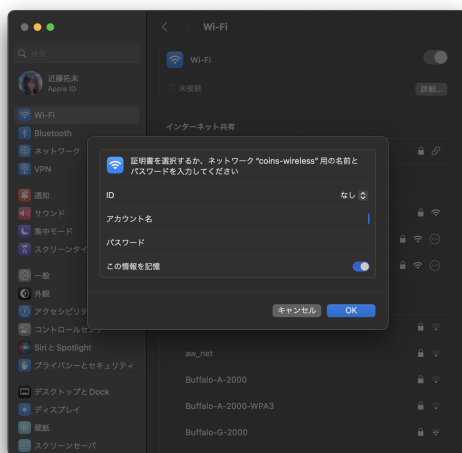 Wi-Fi
検索
近藤拓未
Apple ID
Wi-Fi
Bluetooth
ネットワーク
VPN
通知
サウンド
集中モード
スクリーンタイ
一般
外観
アクセシビリテ
コントロールセン
Siri と Spotlight
プライバシーとセキュリティ
デスクトップと Dock
ディスプレイ
壁紙
スクリーンセーバ
Wi-Fi
未接続
詳細...
インターネット共有
証明書を選択するか、ネットワーク "coins-wireless" 用の名前と
パスワードを入力してください
ID
なし
アカウント名
パスワード
この情報を記憶
キャンセル
OK
aw_net
Buffalo-A-2000
Buffalo-A-2000-WPA3
Buffalo-G-2000